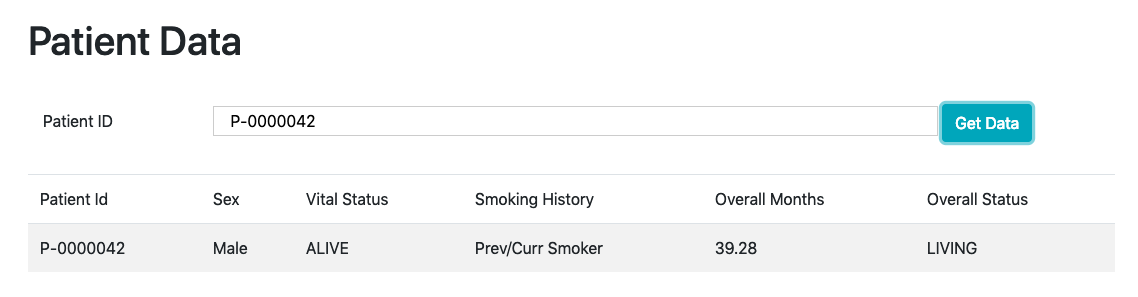 Patient Data
Patient ID P-0000042 Get Data
Patient Id Sex Vital Status Smoking History Overall Months Overall Status
P-0000042 Male ALIVE Prev/Curr Smoker 39.28 LIVING